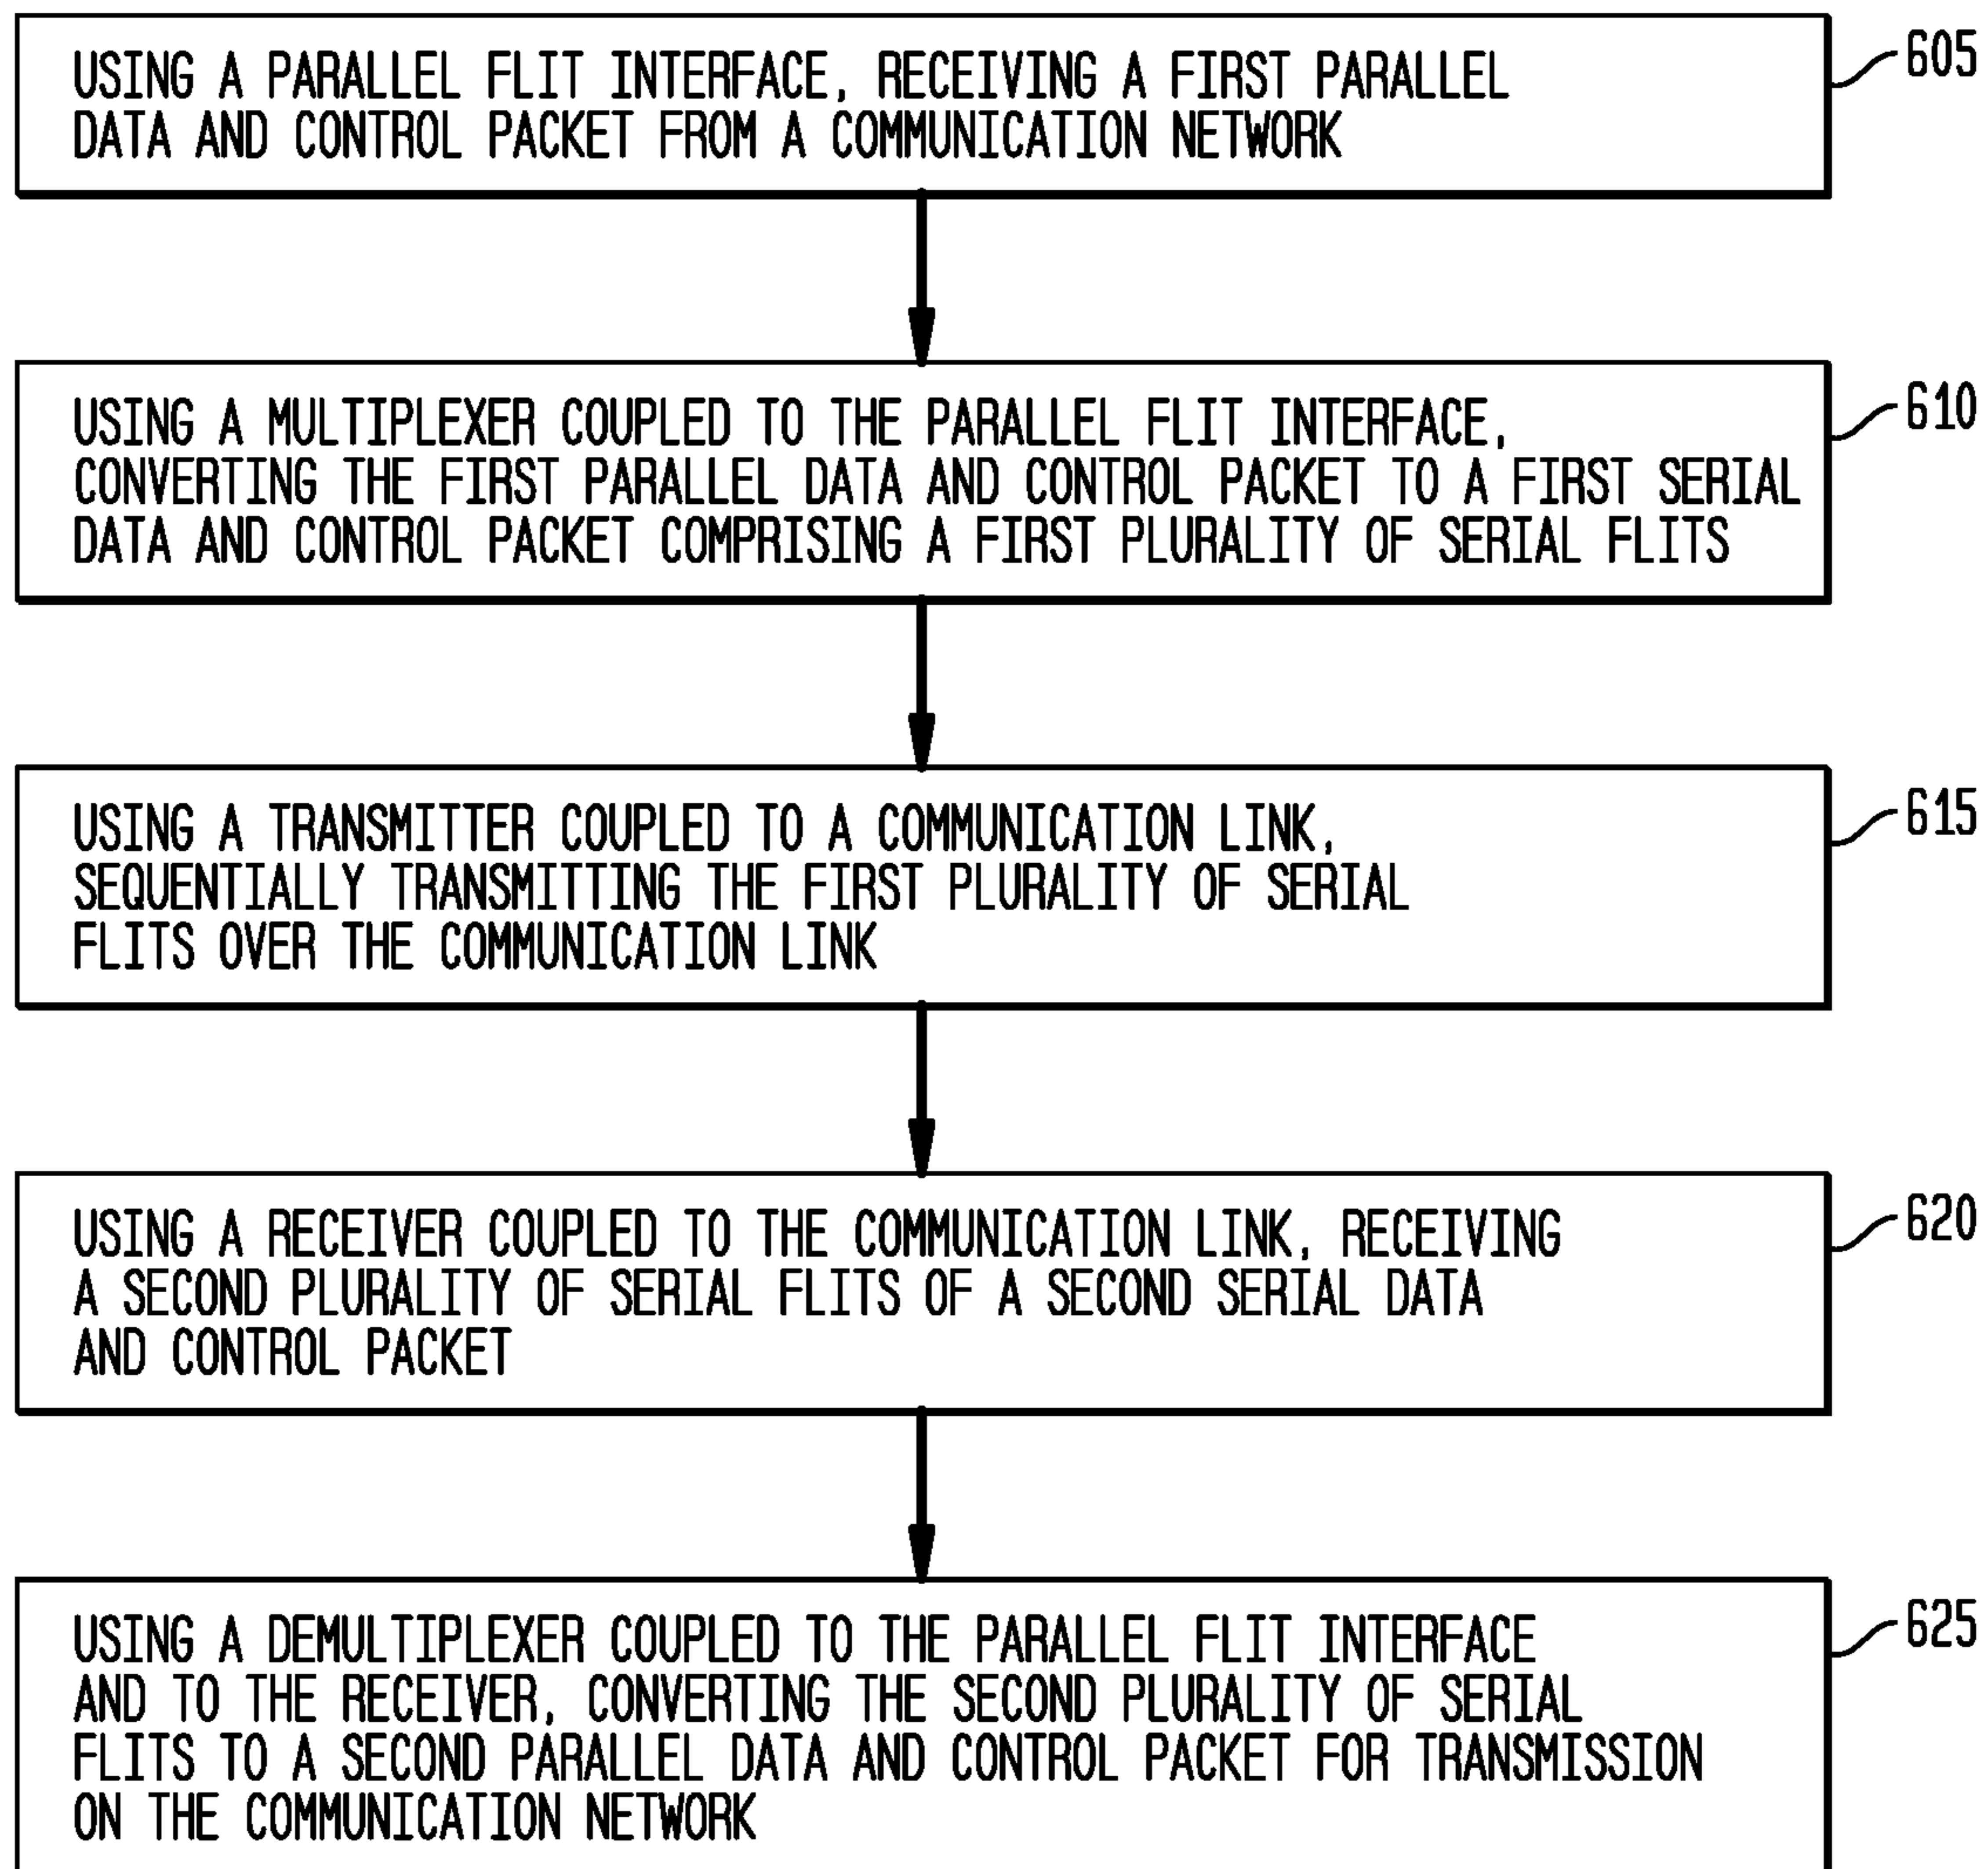 USING A PARALLEL FLIT INTERFACE, RECEIVING A FIRST PARALLEL
DATA AND CONTROL PACKET FROM A COMMUNICATION NETWORK
605
USING A MULTIPLEXER COUPLED TO THE PARALLEL FLIT INTERFACE,
CONVERTING THE FIRST PARALLEL DATA AND CONTROL PACKET TO A FIRST SERIAL
DATA AND CONTROL PACKET COMPRISING A FIRST PLURALITY OF SERIAL FLITS
610
USING A TRANSMITTER COUPLED TO A COMMUNICATION LINK,
SEQUENTIALLY TRANSMITTING THE FIRST PLURALITY OF SERIAL
FLITS OVER THE COMMUNICATION LINK
615
USING A RECEIVER COUPLED TO THE COMMUNICATION LINK, RECEIVING
A SECOND PLURALITY OF SERIAL FLITS OF A SECOND SERIAL DATA
AND CONTROL PACKET
620
USING A DEMULTIPLEXER COUPLED TO THE PARALLEL FLIT INTERFACE
AND TO THE RECEIVER, CONVERTING THE SECOND PLURALITY OF SERIAL
FLITS TO A SECOND PARALLEL DATA AND CONTROL PACKET FOR TRANSMISSION
ON THE COMMUNICATION NETWORK
625